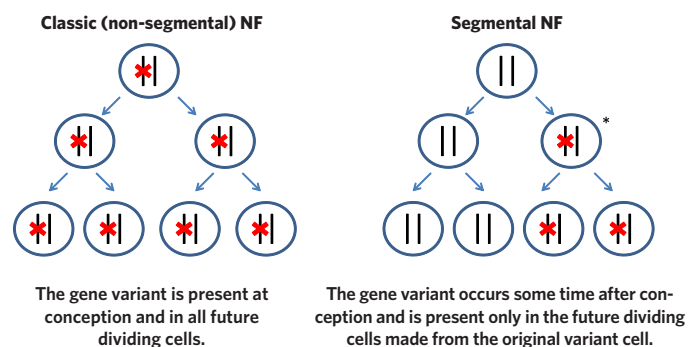 Classic (non-segmental) NF
Segmental NF
*
The gene variant is present at
conception and in all future
dividing cells.
The gene variant occurs some time after con-
ception and is present only in the future dividing
cells made from the original variant cell.